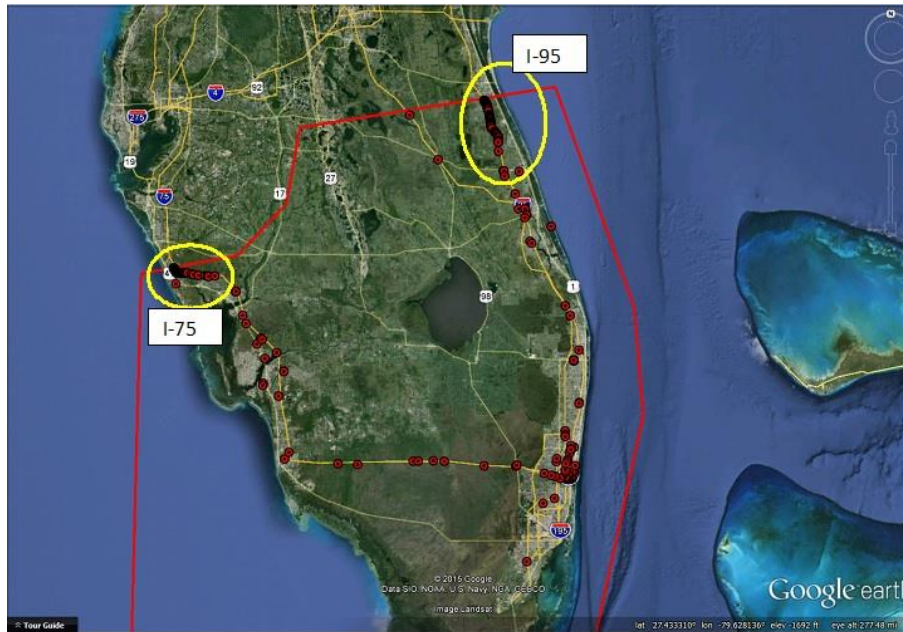 N
I-95
4
92
275
19
75
17
27
I-75
4
98
1
195
© 2015 Google
Data SIO, NOAA, U.S. Navy, NGA, GEBCO
Image Landsat
Google earth
Tour Guide
lat 27.433310° lon -79.628136° elev -1692 ft eye alt 277.48 mi